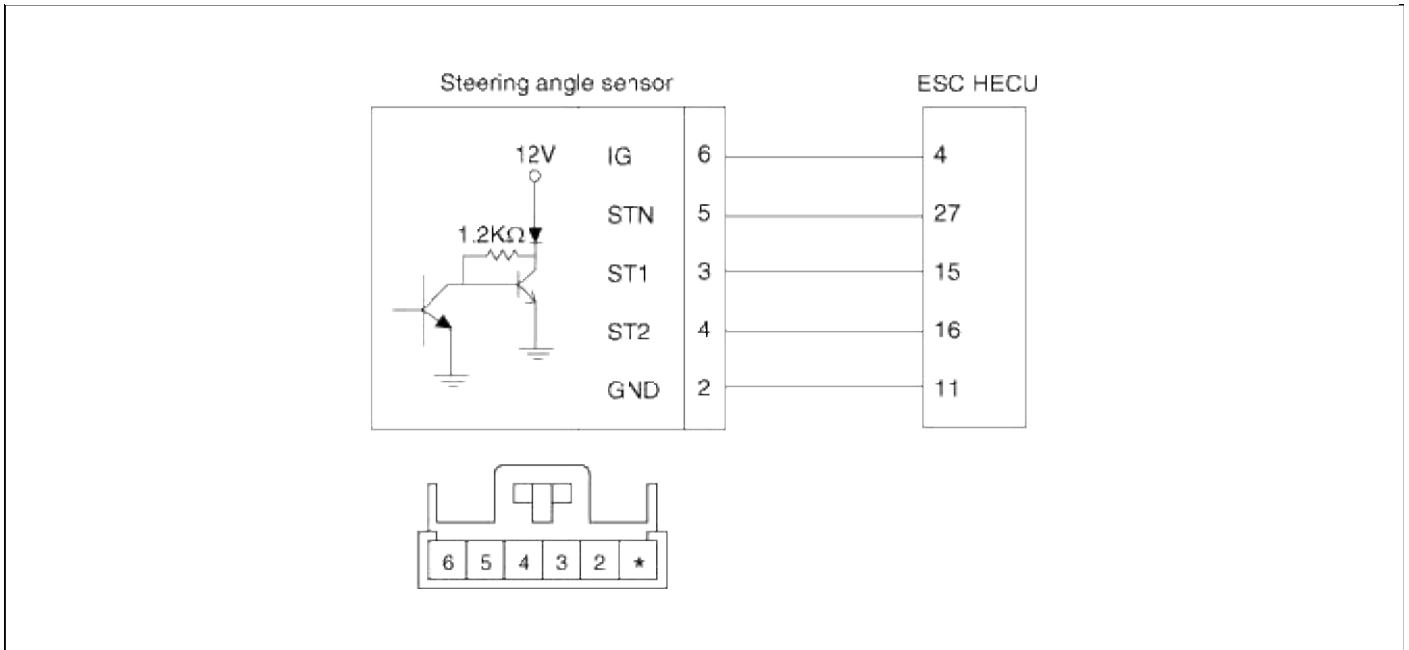 Steering angle sensor
ESC HECU
12V
IG 6 4
STN 5 27
1.2KΩ
ST1 3 15
ST2 4 16
GND 2 11
6 5 4 3 2 *